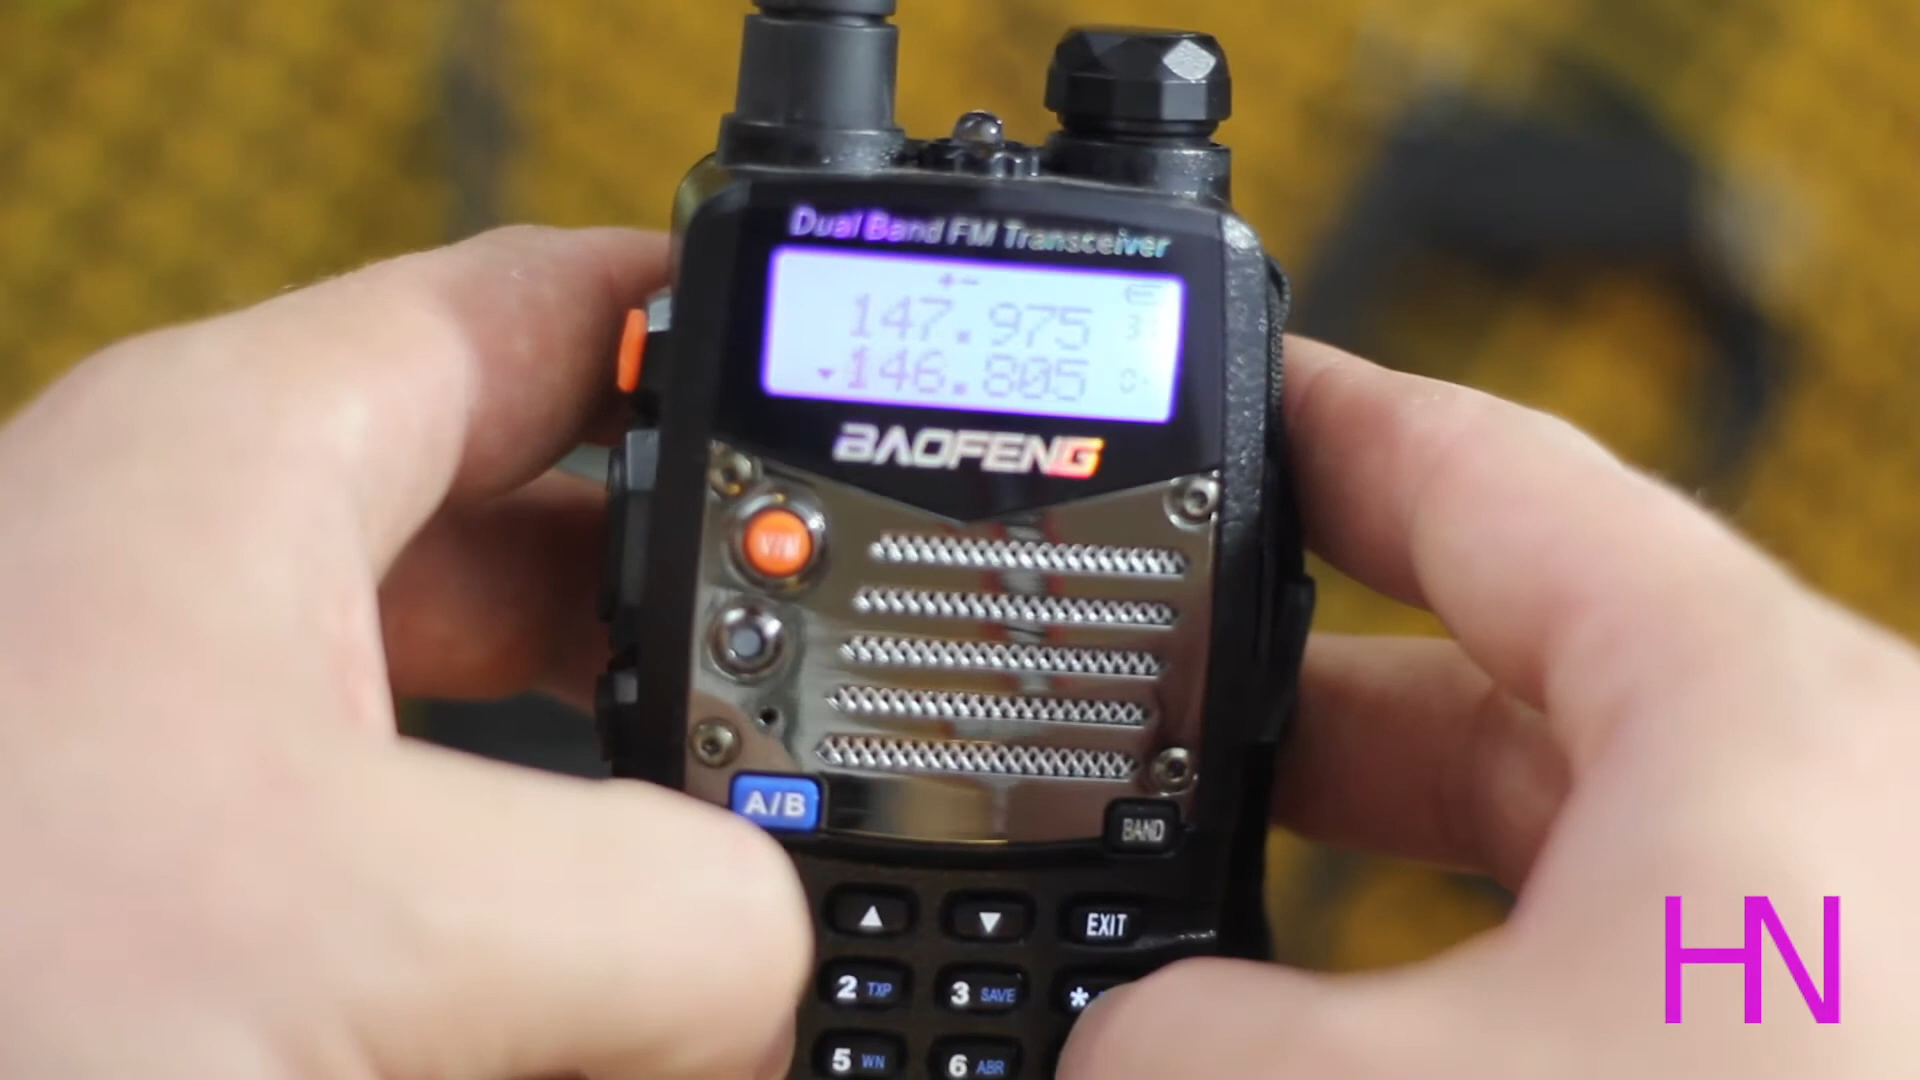 Dual Band FM Transceiver
+-
147.975
146.805
BAOFENG
V/M
A/B
BAND
EXIT
2 TXP
3 SAVE
*
5 WN
6 ABR
HN